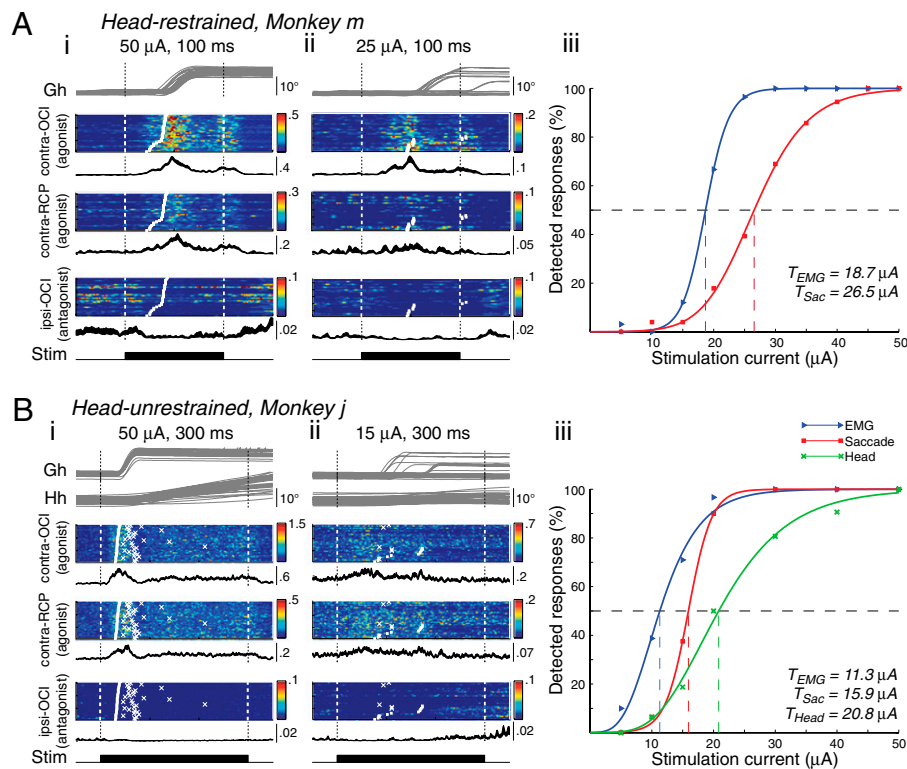 A
Head-restrained, Monkey m
i
50 µA, 100 ms
ii
25 µA, 100 ms
iii
Gh
10°
10°
contra-OCI
(agonist)
.5
.4
.2
.1
contra-RCP
(agonist)
.3
.2
.1
.05
ipsi-OCI
(antagonist)
.1
.02
.1
.02
Stim
Detected responses (%)
100
80
60
40
20
10
20
30
40
50
Stimulation current (µA)
T_EMG = 18.7 µA
T_Sac = 26.5 µA
B
Head-unrestrained, Monkey j
i
50 µA, 300 ms
ii
15 µA, 300 ms
iii
EMG
Saccade
Head
Gh
Hh
10°
10°
contra-OCI
(agonist)
1.5
.6
.7
.2
contra-RCP
(agonist)
.5
.2
.2
.07
ipsi-OCI
(antagonist)
.1
.02
.1
.02
Stim
Detected responses (%)
100
80
60
40
20
10
20
30
40
50
Stimulation current (µA)
T_EMG = 11.3 µA
T_Sac = 15.9 µA
T_Head = 20.8 µA